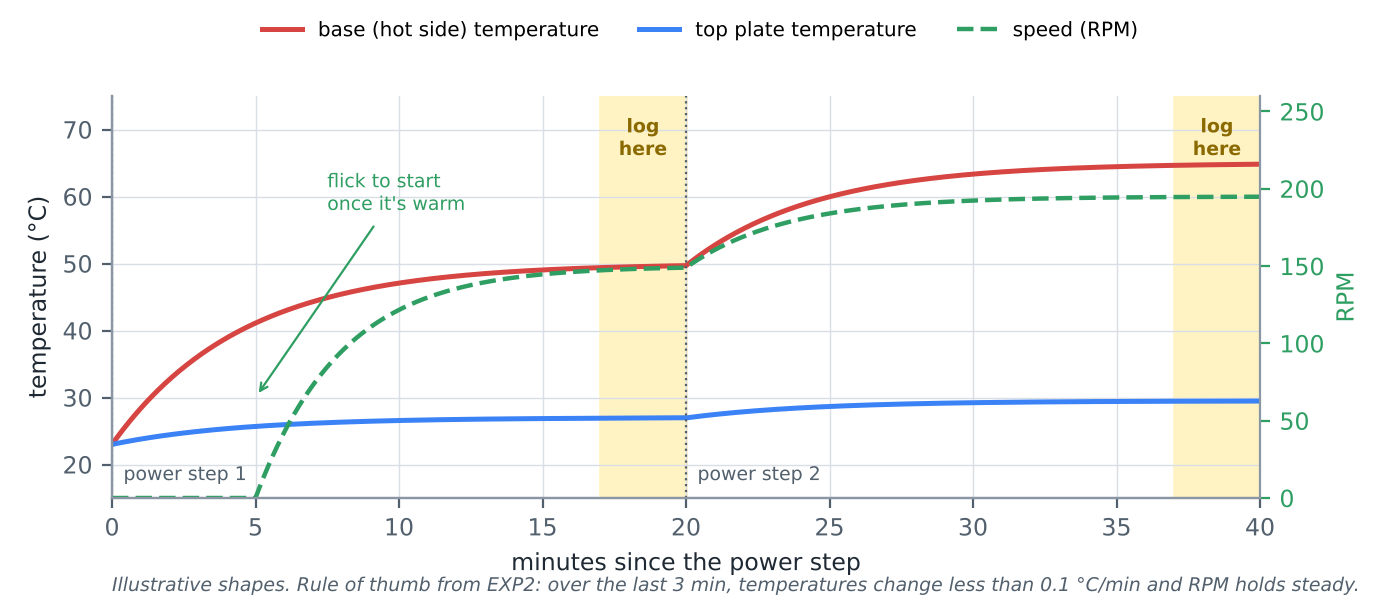 base (hot side) temperature
top plate temperature
speed (RPM)
log
here
log
here
flick to start
once it's warm
power step 1
power step 2
temperature (°C)
70
60
50
40
30
20
RPM
250
200
150
100
50
0
0
5
10
15
20
25
30
35
40
minutes since the power step
Illustrative shapes. Rule of thumb from EXP2: over the last 3 min, temperatures change less than 0.1 °C/min and RPM holds steady.